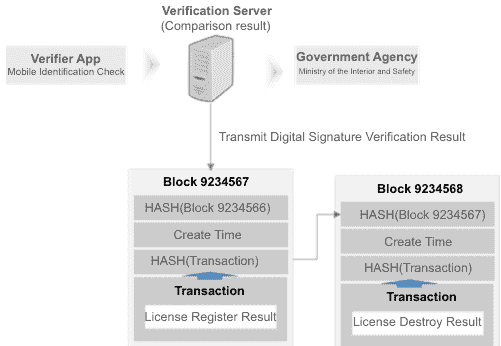 Verification Server
(Comparison result)
Verifier App
Mobile Identification Check
Government Agency
Ministry of the Interior and Safety
Transmit Digital Signature Verification Result
Block 9234567
HASH(Block 9234566)
Create Time
HASH(Transaction)
Transaction
License Register Result
Block 9234568
HASH(Block 9234567)
Create Time
HASH(Transaction)
Transaction
License Destroy Result